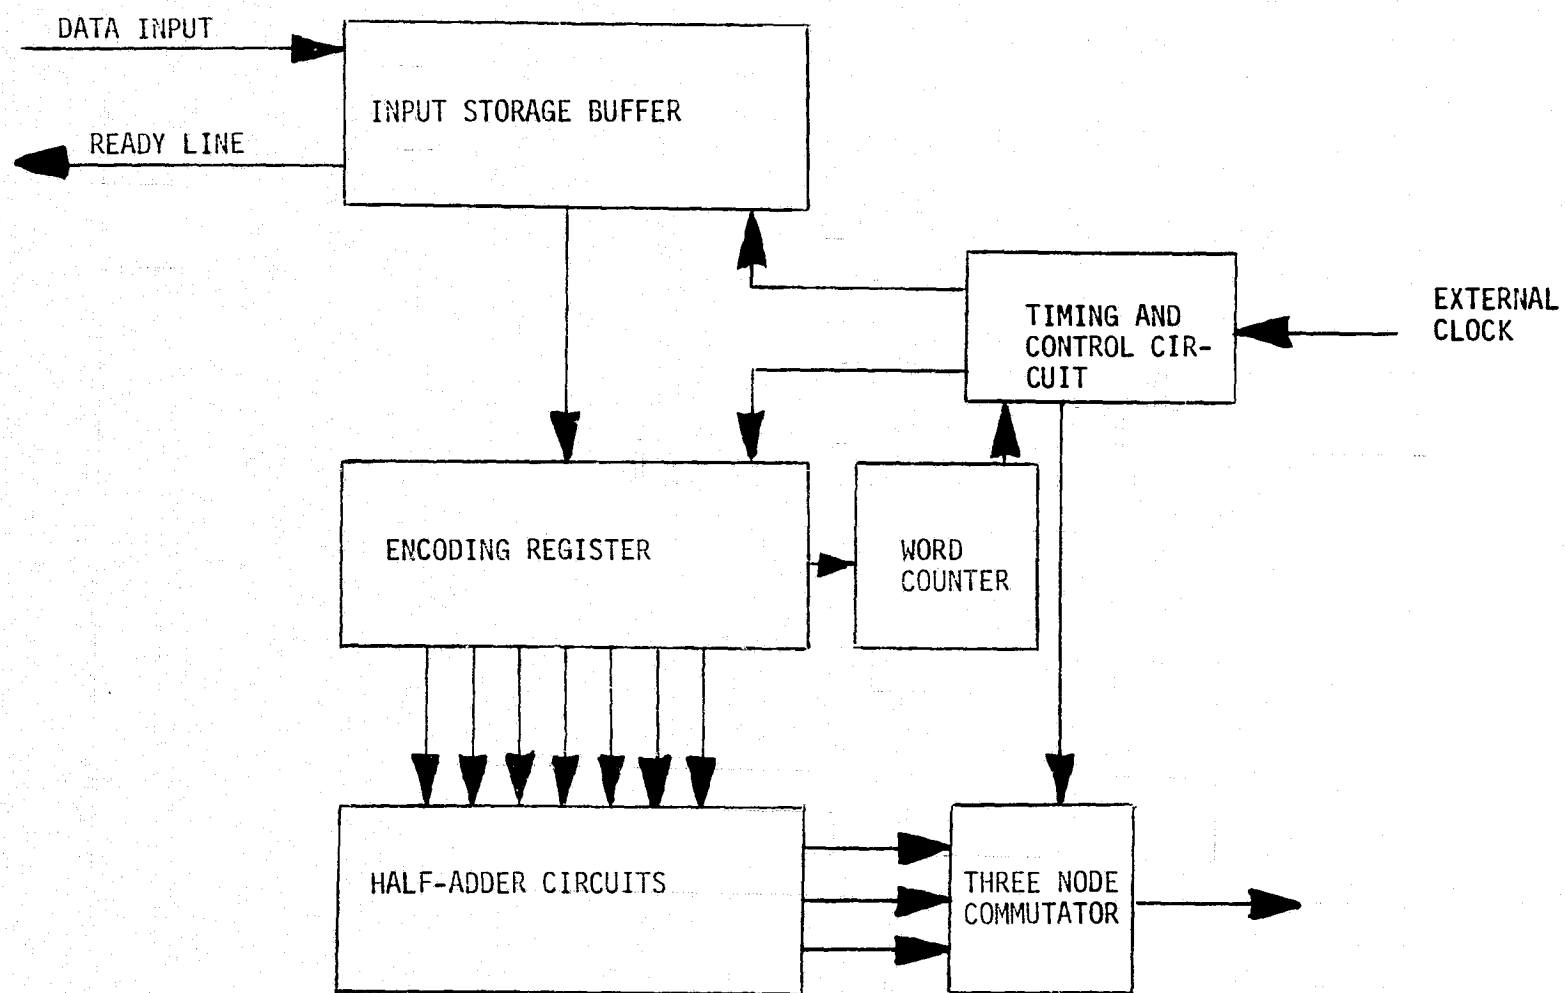 DATA INPUT
INPUT STORAGE BUFFER
READY LINE
EXTERNAL
CLOCK
TIMING AND
CONTROL CIR-
CUIT
ENCODING REGISTER
WORD
COUNTER
HALF-ADDER CIRCUITS
THREE NODE
COMMUTATOR